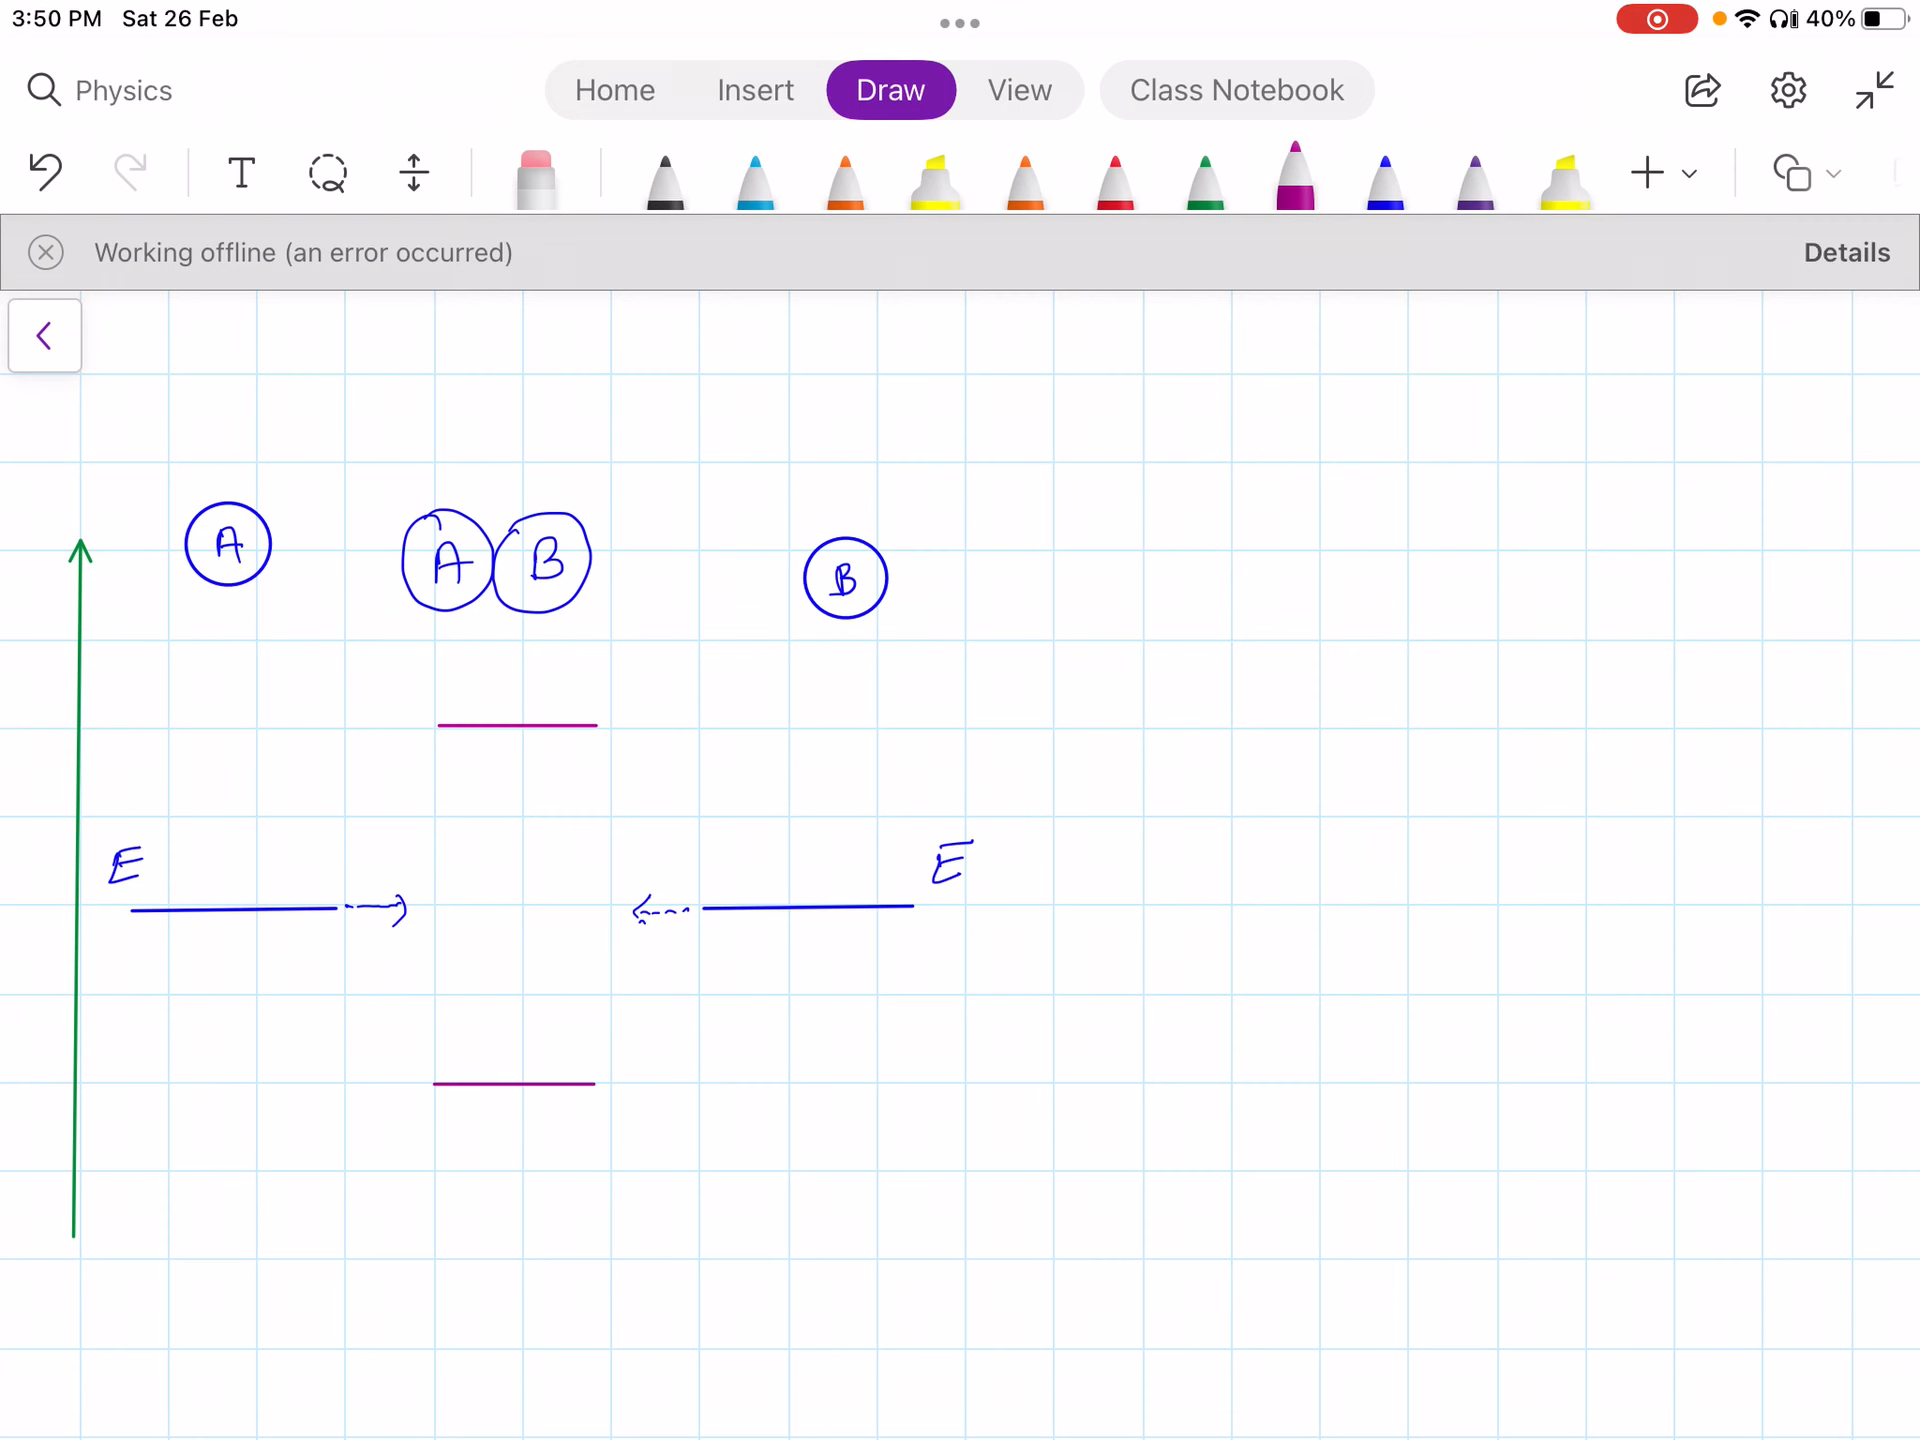 3:50 PM Sat 26 Feb
40%
Physics
Home Insert Draw View Class Notebook
T
Working offline (an error occurred) Details
A A B B
E E